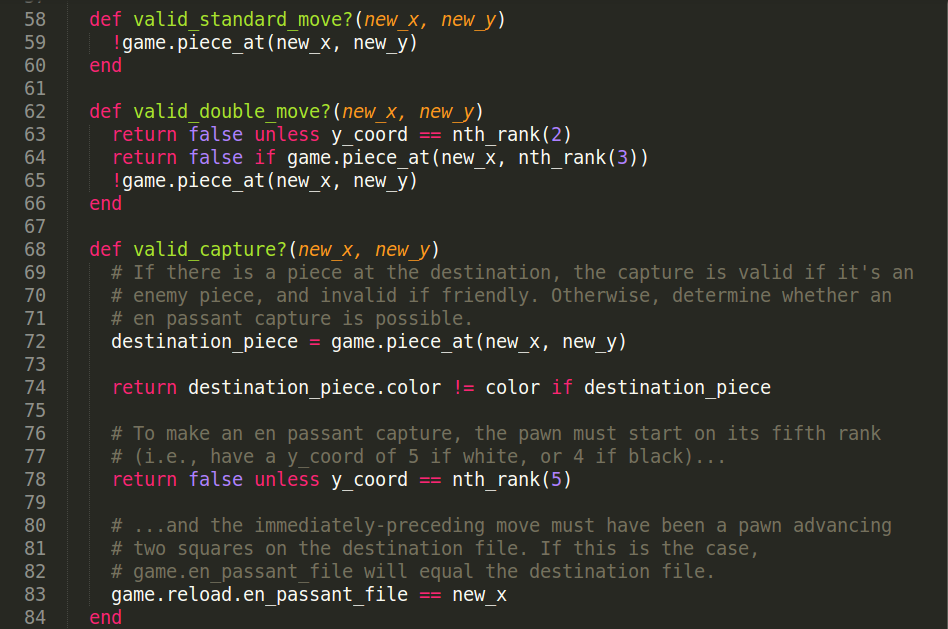 58 def valid_standard_move?(new_x, new_y)
59 !game.piece_at(new_x, new_y)
60 end
61
62 def valid_double_move?(new_x, new_y)
63 return false unless y_coord == nth_rank(2)
64 return false if game.piece_at(new_x, nth_rank(3))
65 !game.piece_at(new_x, new_y)
66 end
67
68 def valid_capture?(new_x, new_y)
69 # If there is a piece at the destination, the capture is valid if it's an
70 # enemy piece, and invalid if friendly. Otherwise, determine whether an
71 # en passant capture is possible.
72 destination_piece = game.piece_at(new_x, new_y)
73
74 return destination_piece.color != color if destination_piece
75
76 # To make an en passant capture, the pawn must start on its fifth rank
77 # (i.e., have a y_coord of 5 if white, or 4 if black)...
78 return false unless y_coord == nth_rank(5)
79
80 # ...and the immediately-preceding move must have been a pawn advancing
81 # two squares on the destination file. If this is the case,
82 # game.en_passant_file will equal the destination file.
83 game.reload.en_passant_file == new_x
84 end